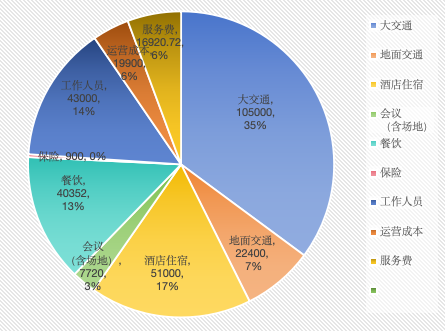 服务费,
16920.72,
6%
运营成本,
19900,
6%
工作人员,
43000,
14%
大交通,
105000,
35%
保险, 900, 0%
餐饮,
40352,
13%
会议
(含场地) ,
7720,
3%
酒店住宿,
51000,
17%
地面交通,
22400,
7%
大交通
地面交通
酒店住宿
会议
(含场地)
餐饮
保险
工作人员
运营成本
服务费